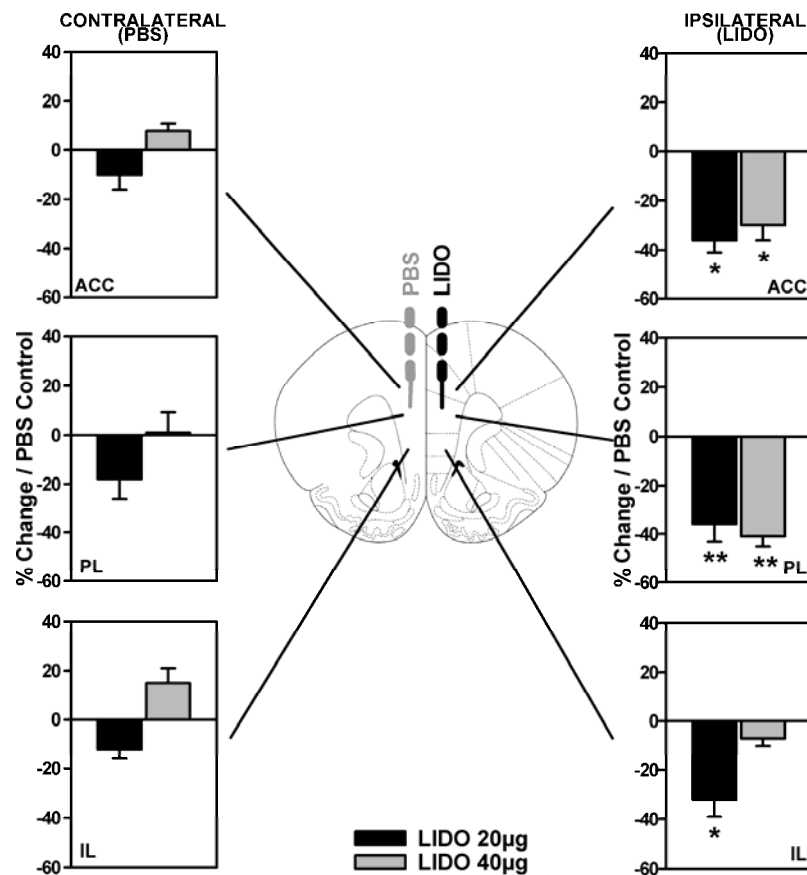 CONTRALATERAL
(PBS)
IPSILATERAL
(LIDO)
40
20
0
-20
-40
-60
ACC
40
20
0
-20
-40
-60
* *
ACC
PBS
LIDO
% Change / PBS Control
40
20
0
-20
-40
-60
PL
% Change / PBS Control
40
20
0
-20
-40
-60
** **
PL
40
20
0
-20
-40
-60
IL
40
20
0
-20
-40
-60
*
IL
LIDO 20µg
LIDO 40µg